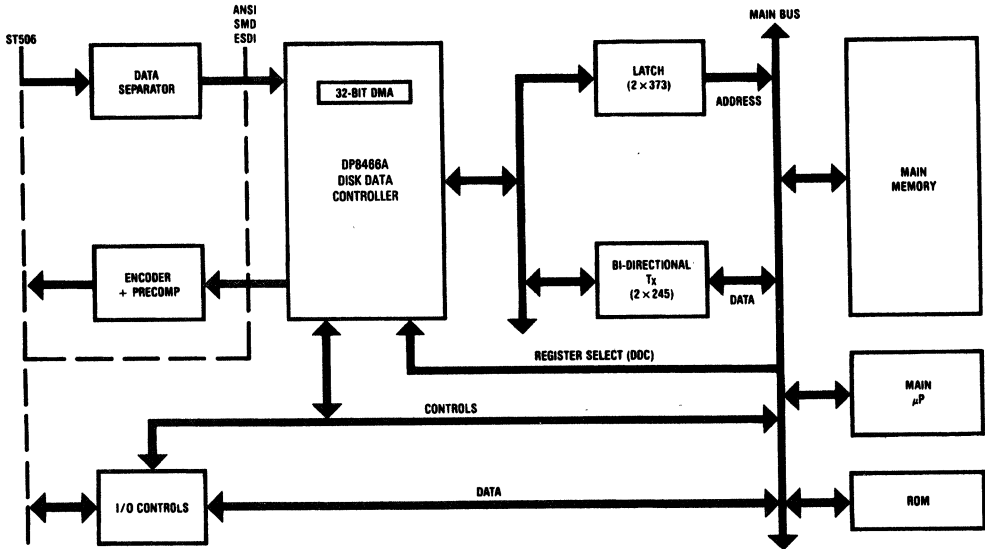 ANSI
SMD
ESDI
ST506
MAIN BUS
DATA
SEPARATOR
32-BIT DMA
DP8466A
DISK DATA
CONTROLLER
LATCH
(2 × 373)
ADDRESS
MAIN
MEMORY
ENCODER
+ PRECOMP
BI-DIRECTIONAL
Tx
(2 × 245)
DATA
REGISTER SELECT (DDC)
MAIN
μP
CONTROLS
I/O CONTROLS
DATA
ROM